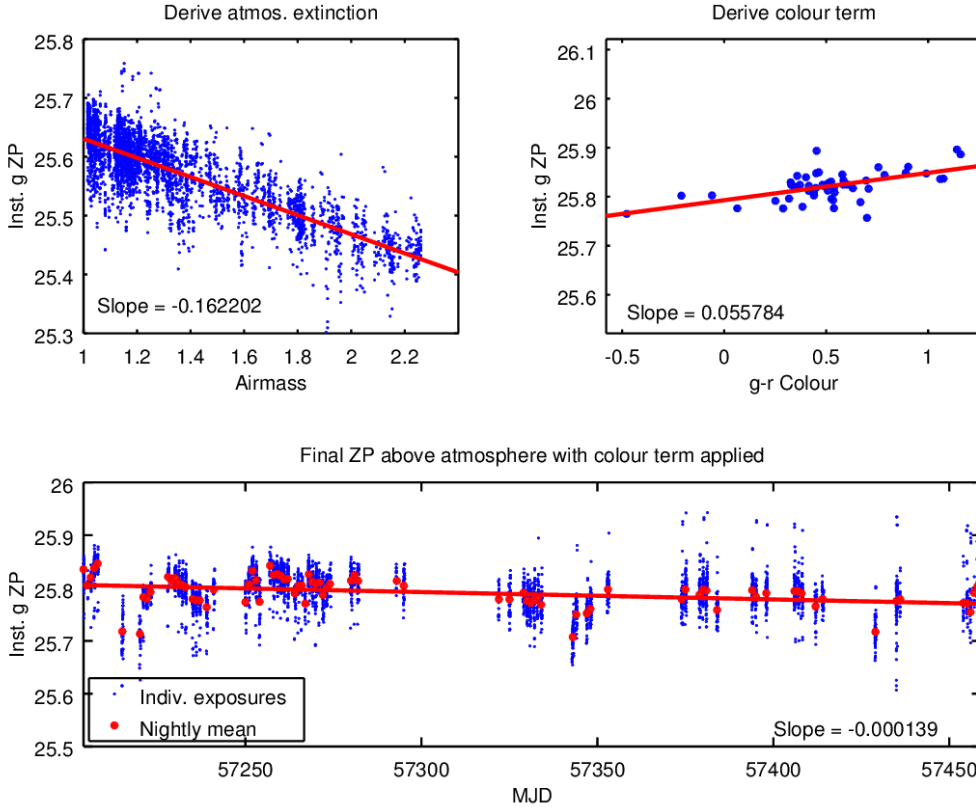 Derive atmos. extinction
25.8
25.7
25.6
25.5
25.4
25.3
Inst. g ZP
Slope = -0.162202
1
1.2
1.4
1.6
1.8
2
2.2
Airmass
Derive colour term
26.1
26
25.9
25.8
25.7
25.6
Inst. g ZP
Slope = 0.055784
-0.5
0
0.5
1
g-r Colour
Final ZP above atmosphere with colour term applied
26
25.9
25.8
25.7
25.6
25.5
Inst. g ZP
Indiv. exposures
Nightly mean
Slope = -0.000139
57250
57300
57350
57400
57450
MJD